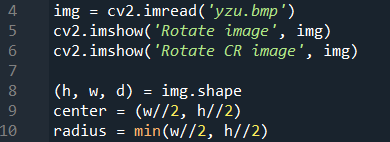 4 img = cv2.imread('yzu.bmp')
5 cv2.imshow('Rotate image', img)
6 cv2.imshow('Rotate CR image', img)
7
8 (h, w, d) = img.shape
9 center = (w//2, h//2)
10 radius = min(w//2, h//2)